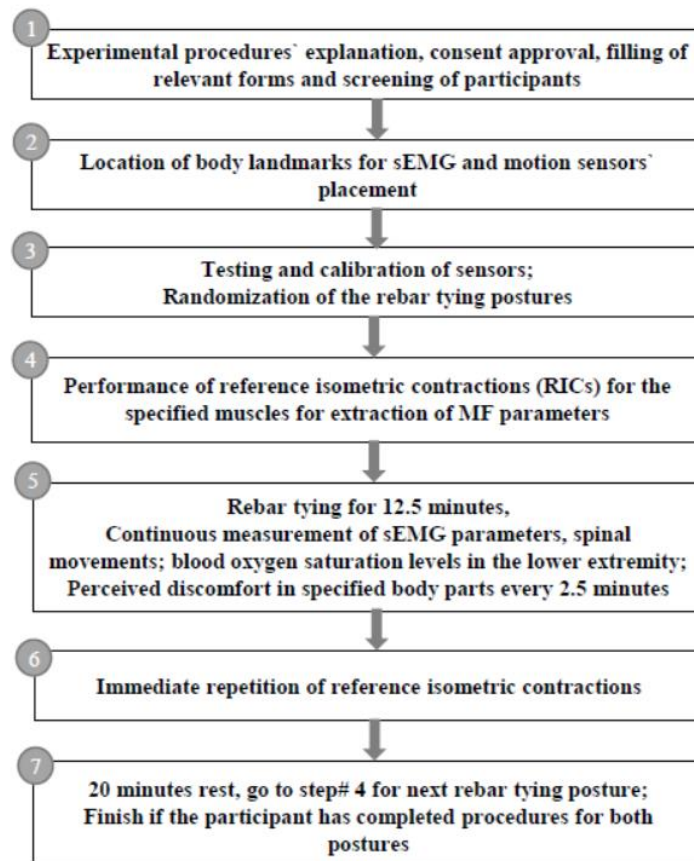 1
Experimental procedures` explanation, consent approval, filling of
relevant forms and screening of participants
2
Location of body landmarks for sEMG and motion sensors`
placement
3
Testing and calibration of sensors;
Randomization of the rebar tying postures
4
Performance of reference isometric contractions (RICs) for the
specified muscles for extraction of MF parameters
5
Rebar tying for 12.5 minutes,
Continuous measurement of sEMG parameters, spinal
movements; blood oxygen saturation levels in the lower extremity;
Perceived discomfort in specified body parts every 2.5 minutes
6
Immediate repetition of reference isometric contractions
7
20 minutes rest, go to step# 4 for next rebar tying posture;
Finish if the participant has completed procedures for both
postures